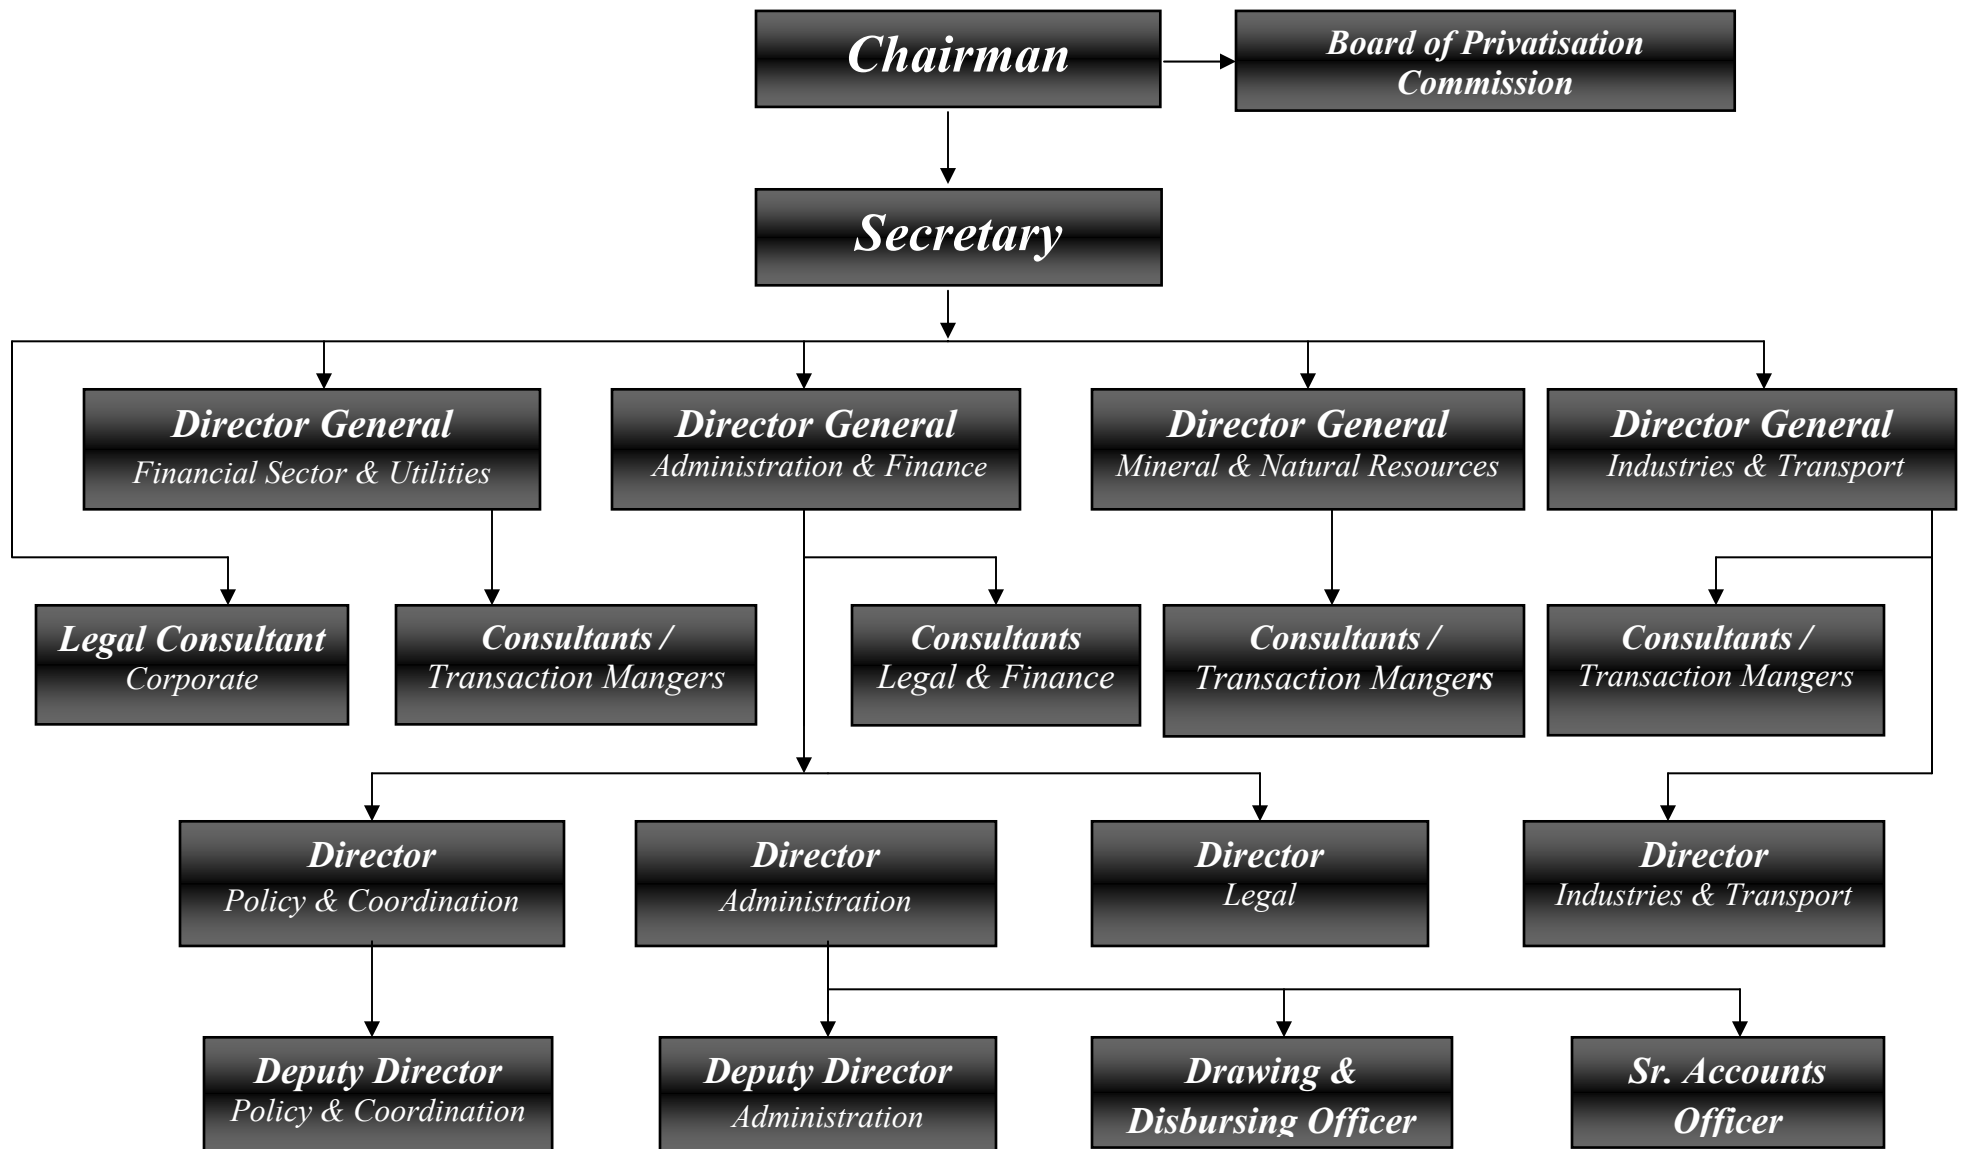 Chairman
Board of Privatisation
Commission
Secretary
Director General
Financial Sector & Utilities
Director General
Administration & Finance
Director General
Mineral & Natural Resources
Director General
Industries & Transport
Legal Consultant
Corporate
Consultants /
Transaction Mangers
Consultants
Legal & Finance
Consultants /
Transaction Mangers
Consultants /
Transaction Mangers
Director
Policy & Coordination
Director
Administration
Director
Legal
Director
Industries & Transport
Deputy Director
Policy & Coordination
Deputy Director
Administration
Drawing &
Disbursing Officer
Sr. Accounts
Officer